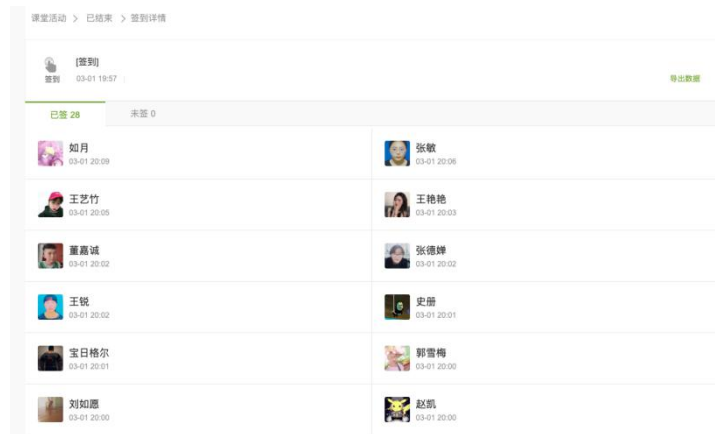 课堂活动 > 已结束 > 签到详情
[签到]
签到 03-01 19:57
导出数据
已签 28 未签 0
如月 张敏
03-01 20:09 03-01 20:06
王艺竹 王艳艳
03-01 20:05 03-01 20:03
董嘉诚 张德婵
03-01 20:02 03-01 20:02
王锐 史册
03-01 20:02 03-01 20:01
宝日格尔 郭雪梅
03-01 20:01 03-01 20:00
刘如愿 赵凯
03-01 20:00 03-01 20:00